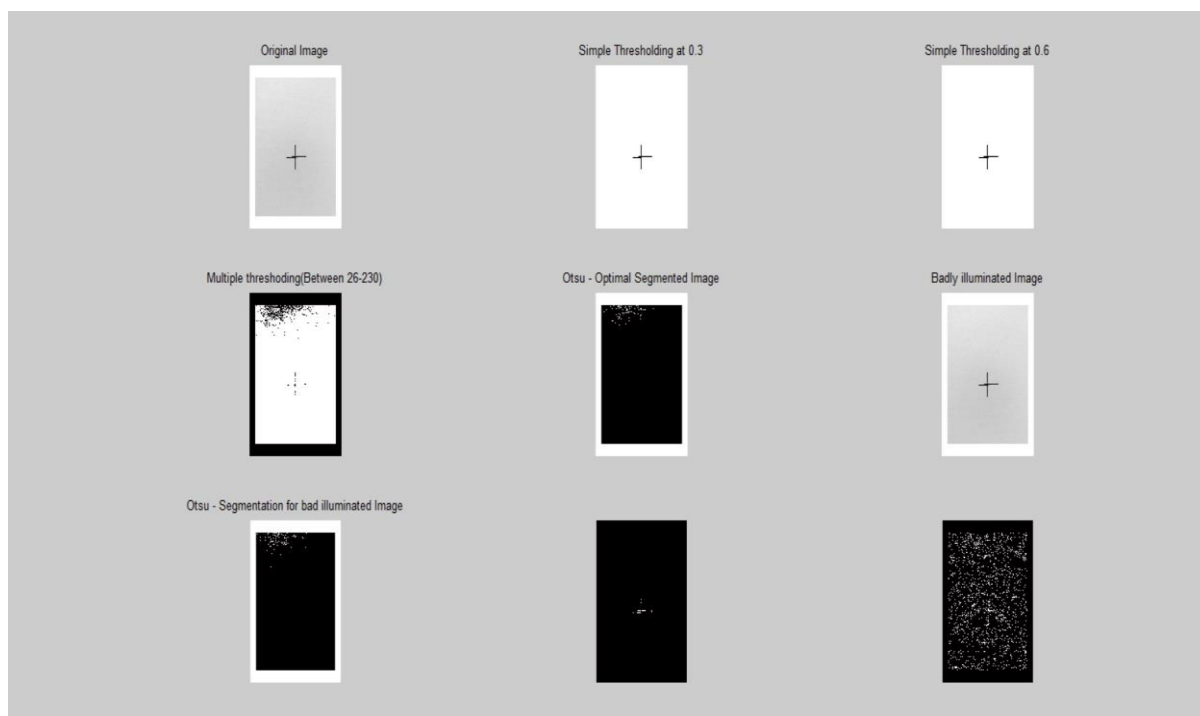 Original Image
Simple Thresholding at 0.3
Simple Thresholding at 0.6
Multiple threshoding(Between 26-230)
Otsu - Optimal Segmented Image
Badly illuminated Image
Otsu - Segmentation for bad illuminated Image